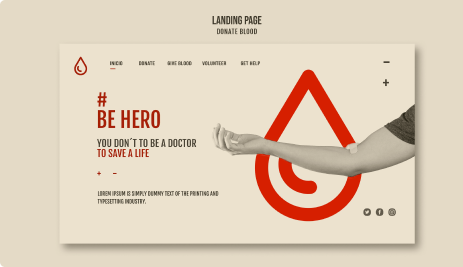 LANDING PAGE
DONATE BLOOD
INICIO DONATE GIVE BLOOD VOLUNTEER GET HELP
#
BE HERO
YOU DON´T TO BE A DOCTOR
TO SAVE A LIFE
+ -
LOREM IPSUM IS SIMPLY DUMMY TEXT OF THE PRINTING AND
TYPESETTING INDUSTRY.